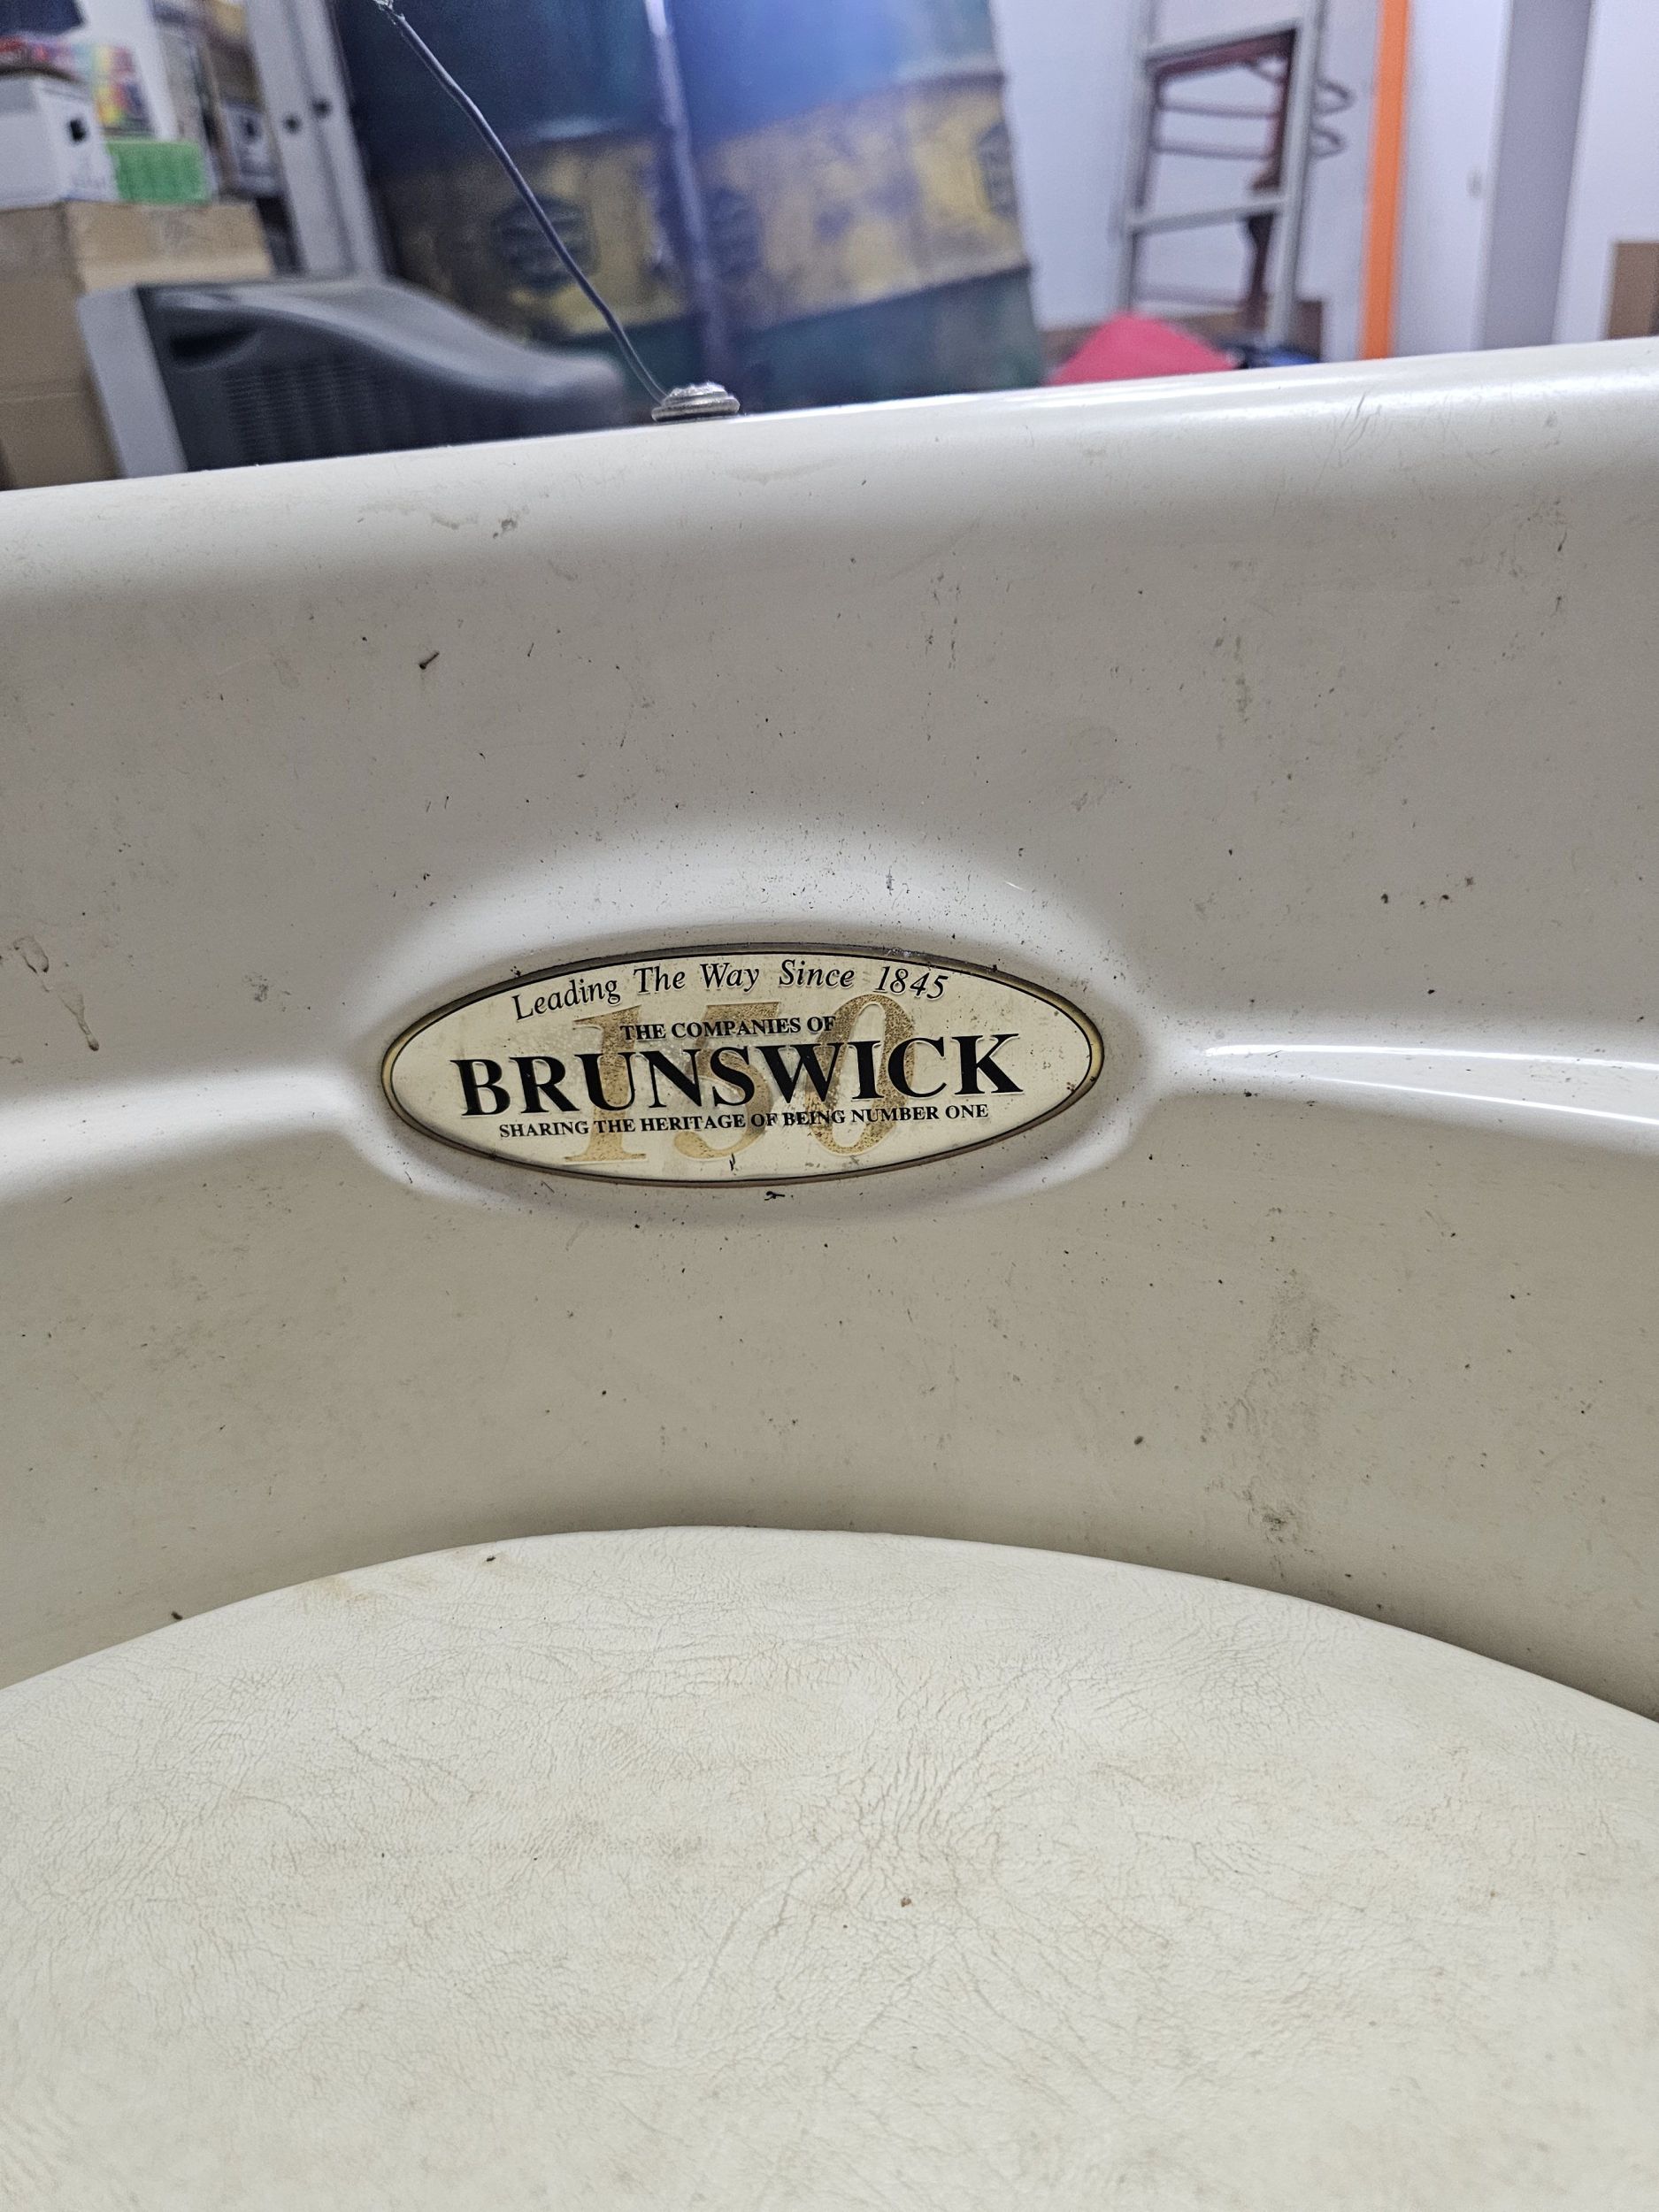 Leading The Way Since 1845
150
THE COMPANIES OF
BRUNSWICK
SHARING THE HERITAGE OF BEING NUMBER ONE